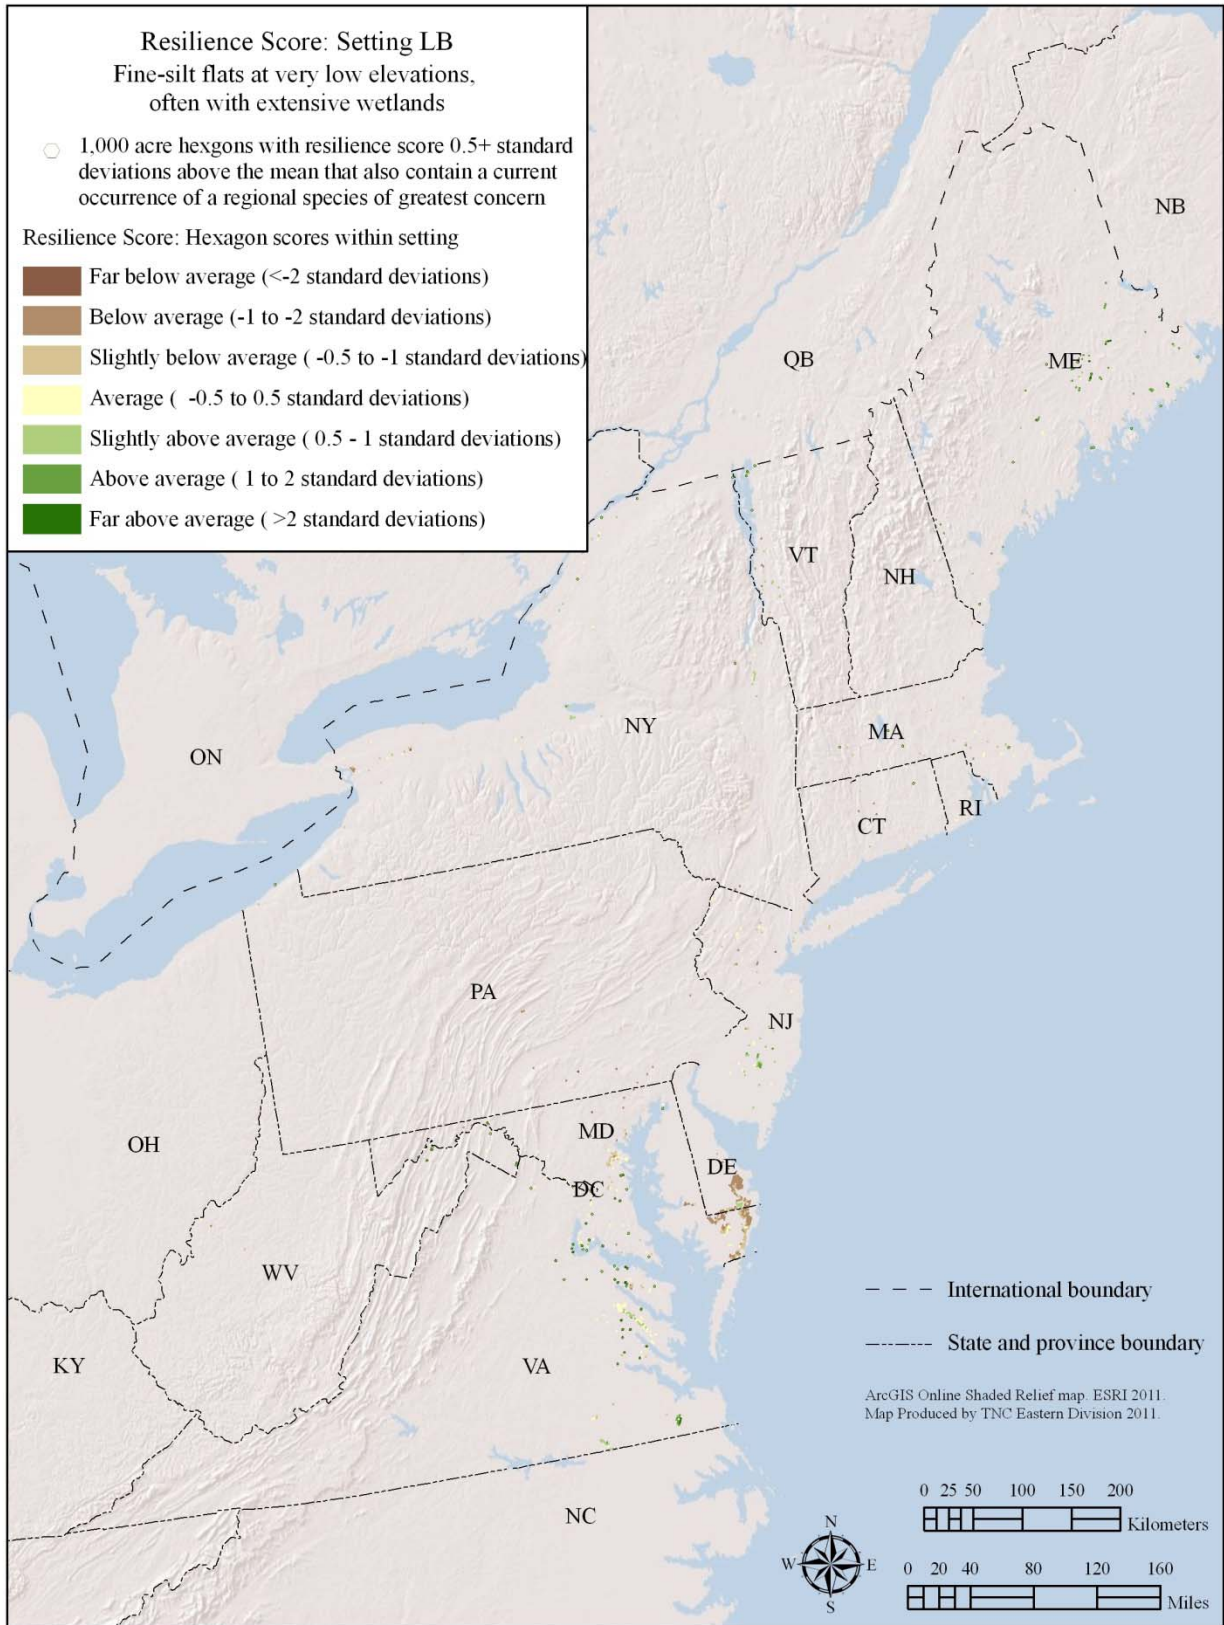 Resilience Score: Setting LB
Fine-silt flats at very low elevations,
often with extensive wetlands
1,000 acre hexgons with resilience score 0.5+ standard
deviations above the mean that also contain a current
occurrence of a regional species of greatest concern
Resilience Score: Hexagon scores within setting
Far below average (<-2 standard deviations)
Below average (-1 to -2 standard deviations)
Slightly below average ( -0.5 to -1 standard deviations)
Average ( -0.5 to 0.5 standard deviations)
Slightly above average ( 0.5 - 1 standard deviations)
Above average ( 1 to 2 standard deviations)
Far above average ( >2 standard deviations)
NB
QB
ME
VT
NH
ON
NY
MA
CT
RI
PA
NJ
OH
MD
DE
DC
WV
KY
VA
NC
International boundary
State and province boundary
ArcGIS Online Shaded Relief map. ESRI 2011.
Map Produced by TNC Eastern Division 2011.
0 25 50 100 150 200
Kilometers
N
W E
S
0 20 40 80 120 160
Miles